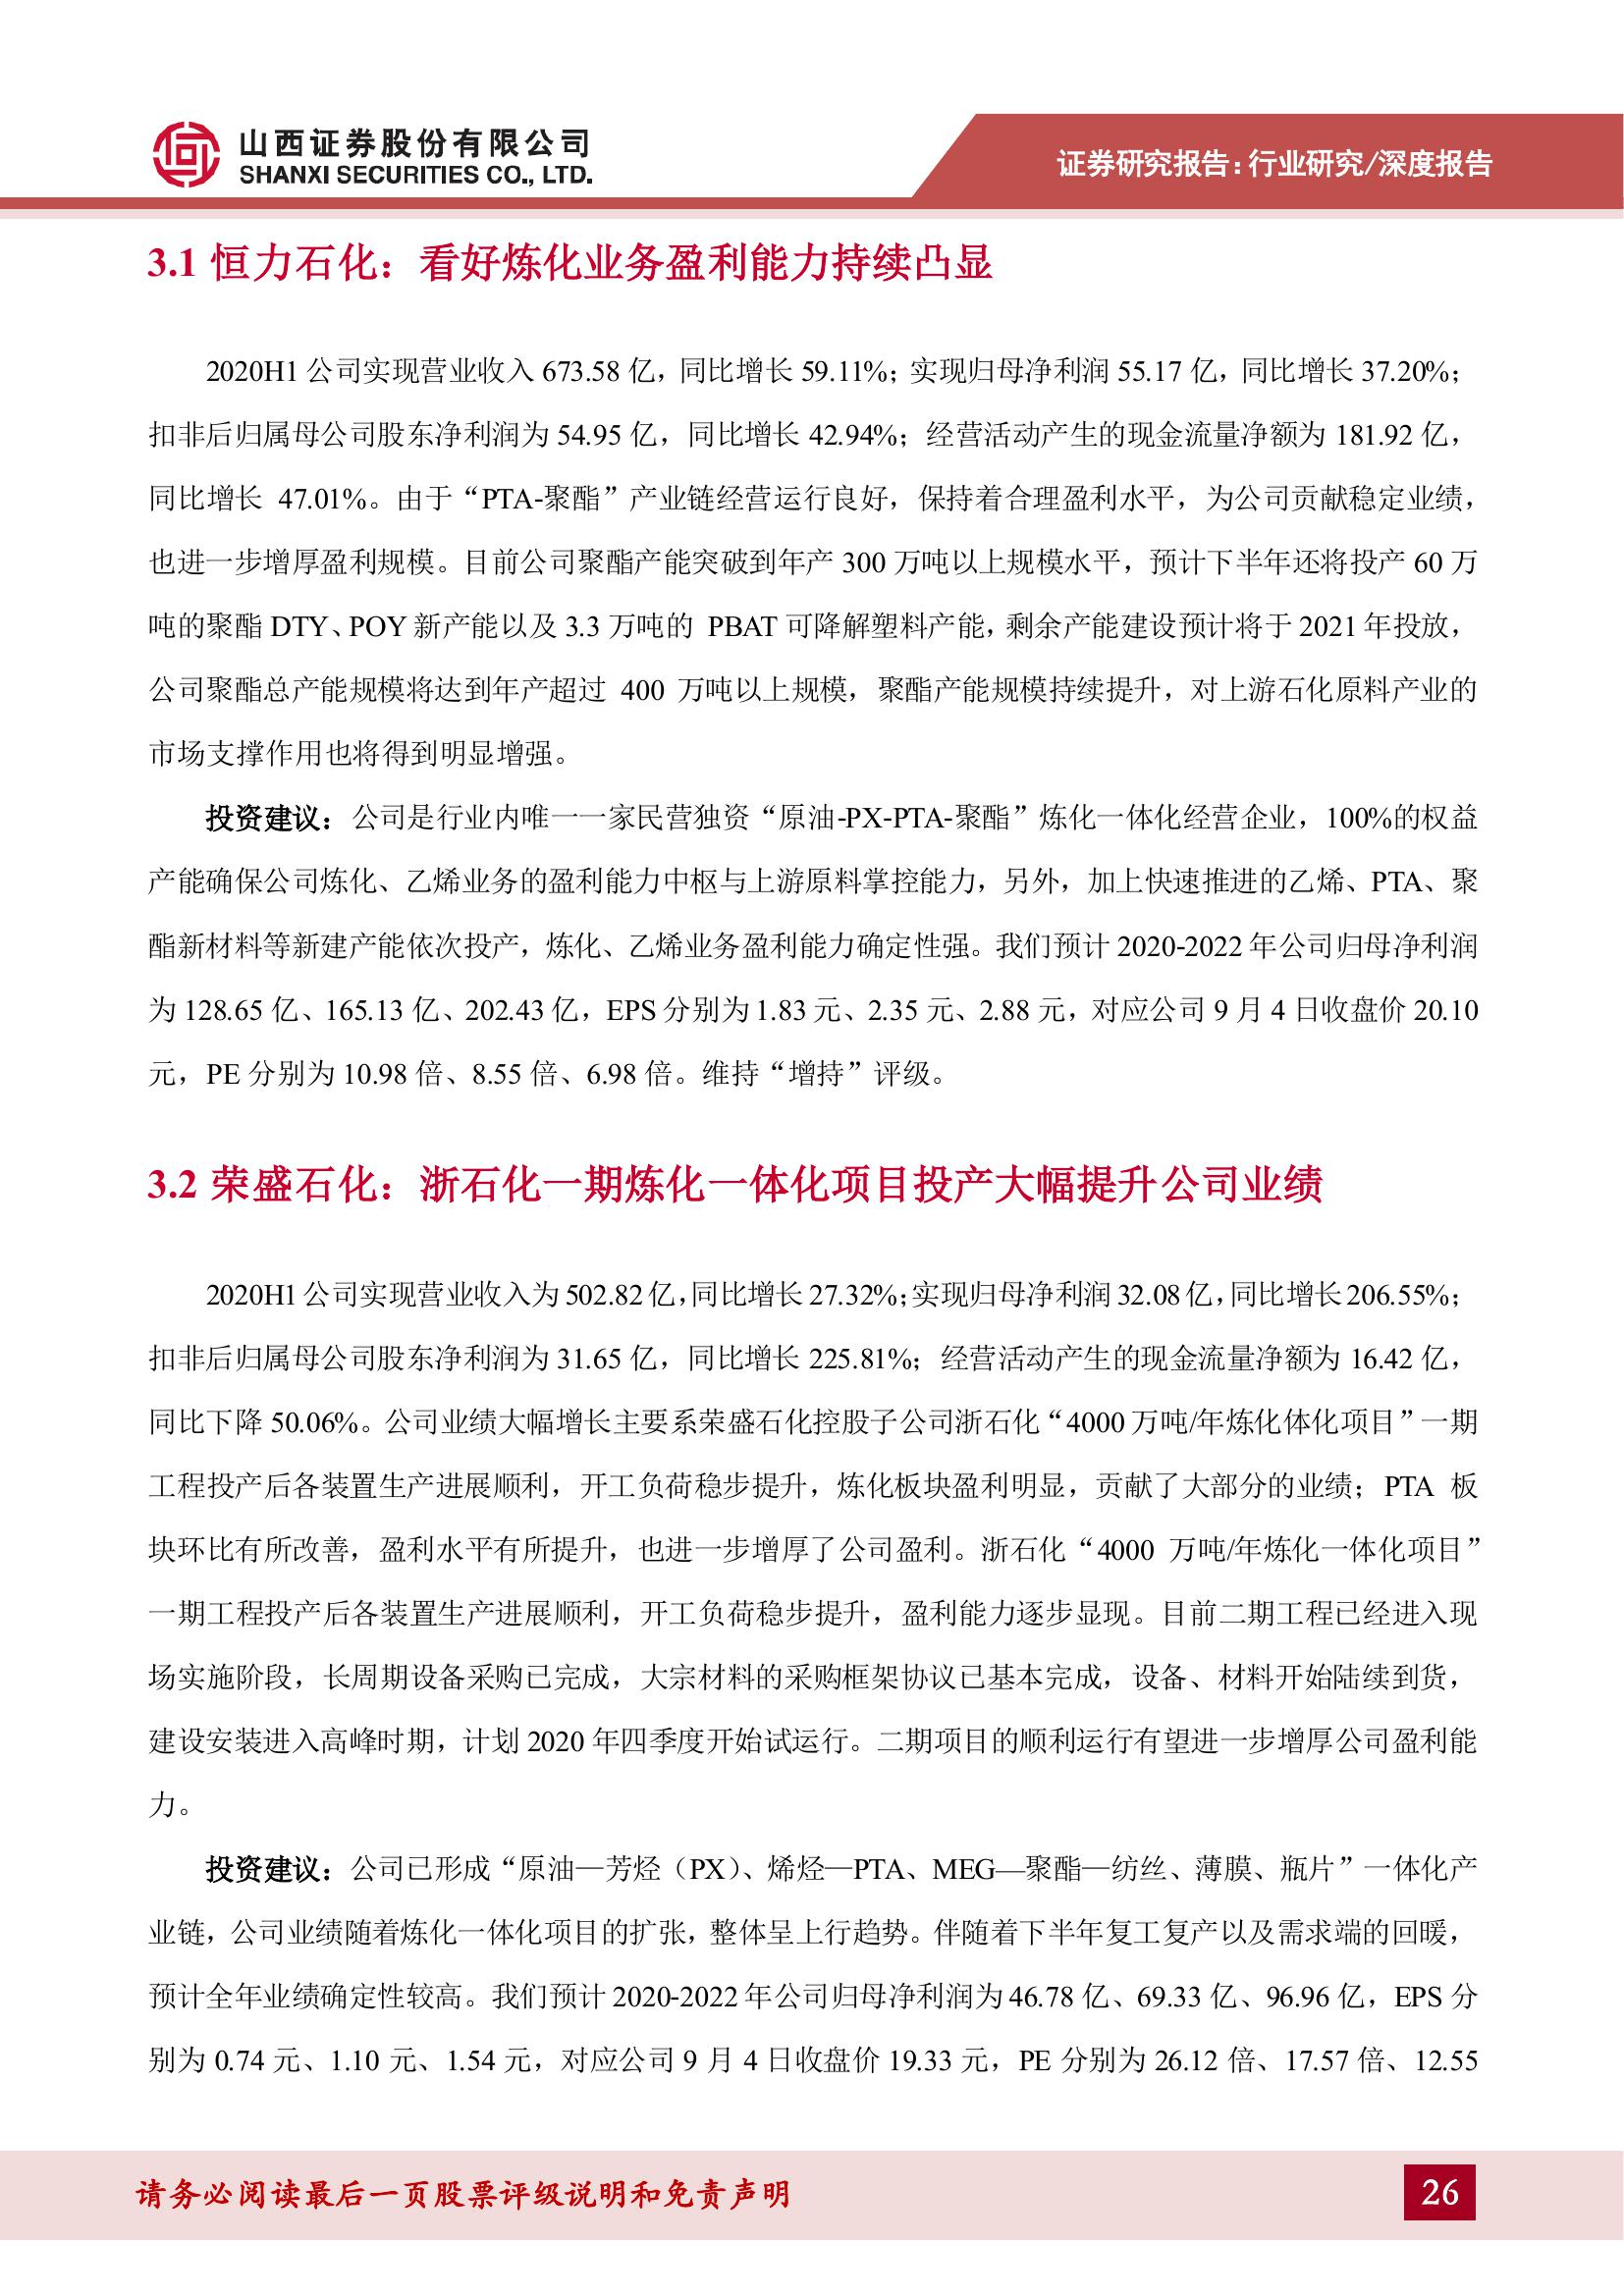 山西证券股份有限公司
SHANXI SECURITIES CO., LTD.
证券研究报告：行业研究/深度报告
3.1 恒力石化：看好炼化业务盈利能力持续凸显
2020H1 公司实现营业收入 673.58 亿，同比增长 59.11%；实现归母净利润 55.17 亿，同比增长 37.20%；
扣非后归属母公司股东净利润为 54.95 亿，同比增长 42.94%；经营活动产生的现金流量净额为 181.92 亿，
同比增长 47.01%。由于“PTA-聚酯”产业链经营运行良好，保持着合理盈利水平，为公司贡献稳定业绩，
也进一步增厚盈利规模。目前公司聚酯产能突破到年产 300 万吨以上规模水平，预计下半年还将投产 60 万
吨的聚酯 DTY、POY 新产能以及 3.3 万吨的 PBAT 可降解塑料产能，剩余产能建设预计将于 2021 年投放，
公司聚酯总产能规模将达到年产超过 400 万吨以上规模，聚酯产能规模持续提升，对上游石化原料产业的
市场支撑作用也将得到明显增强。
投资建议：公司是行业内唯一一家民营独资“原油-PX-PTA-聚酯”炼化一体化经营企业，100%的权益
产能确保公司炼化、乙烯业务的盈利能力中枢与上游原料掌控能力，另外，加上快速推进的乙烯、PTA、聚
酯新材料等新建产能依次投产，炼化、乙烯业务盈利能力确定性强。我们预计 2020-2022 年公司归母净利润
为 128.65 亿、165.13 亿、202.43 亿，EPS 分别为 1.83 元、2.35 元、2.88 元，对应公司 9 月 4 日收盘价 20.10
元，PE 分别为 10.98 倍、8.55 倍、6.98 倍。维持“增持”评级。
3.2 荣盛石化：浙石化一期炼化一体化项目投产大幅提升公司业绩
2020H1 公司实现营业收入为 502.82 亿，同比增长 27.32%；实现归母净利润 32.08 亿，同比增长 206.55%；
扣非后归属母公司股东净利润为 31.65 亿，同比增长 225.81%；经营活动产生的现金流量净额为 16.42 亿，
同比下降 50.06%。公司业绩大幅增长主要系荣盛石化控股子公司浙石化“4000 万吨/年炼化体化项目”一期
工程投产后各装置生产进展顺利，开工负荷稳步提升，炼化板块盈利明显，贡献了大部分的业绩；PTA 板
块环比有所改善，盈利水平有所提升，也进一步增厚了公司盈利。浙石化“4000 万吨/年炼化一体化项目”
一期工程投产后各装置生产进展顺利，开工负荷稳步提升，盈利能力逐步显现。目前二期工程已经进入现
场实施阶段，长周期设备采购已完成，大宗材料的采购框架协议已基本完成，设备、材料开始陆续到货，
建设安装进入高峰时期，计划 2020 年四季度开始试运行。二期项目的顺利运行有望进一步增厚公司盈利能
力。
投资建议：公司已形成“原油—芳烃（PX）、烯烃—PTA、MEG—聚酯—纺丝、薄膜、瓶片”一体化产
业链，公司业绩随着炼化一体化项目的扩张，整体呈上行趋势。伴随着下半年复工复产以及需求端的回暖，
预计全年业绩确定性较高。我们预计 2020-2022 年公司归母净利润为 46.78 亿、69.33 亿、96.96 亿，EPS 分
别为 0.74 元、1.10 元、1.54 元，对应公司 9 月 4 日收盘价 19.33 元，PE 分别为 26.12 倍、17.57 倍、12.55
请务必阅读最后一页股票评级说明和免责声明
26